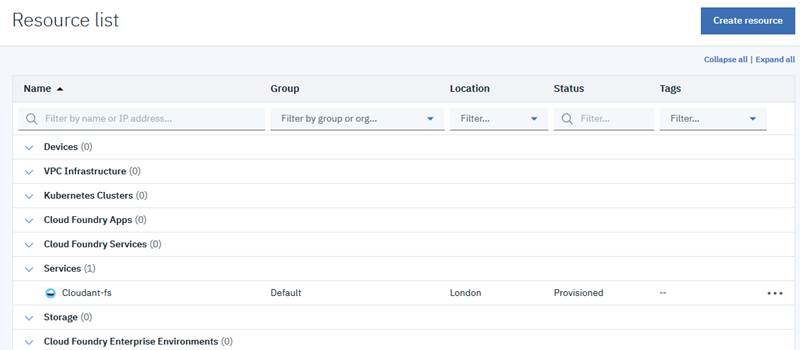 Resource list
Create resource
Collapse all | Expand all
Name Group Location Status Tags
Filter by name or IP address... Filter by group or org... Filter... Filter... Filter...
Devices (0)
VPC Infrastructure (0)
Kubernetes Clusters (0)
Cloud Foundry Apps (0)
Cloud Foundry Services (0)
Services (1)
Cloudant-fs Default London Provisioned --
Storage (0)
Cloud Foundry Enterprise Environments (0)